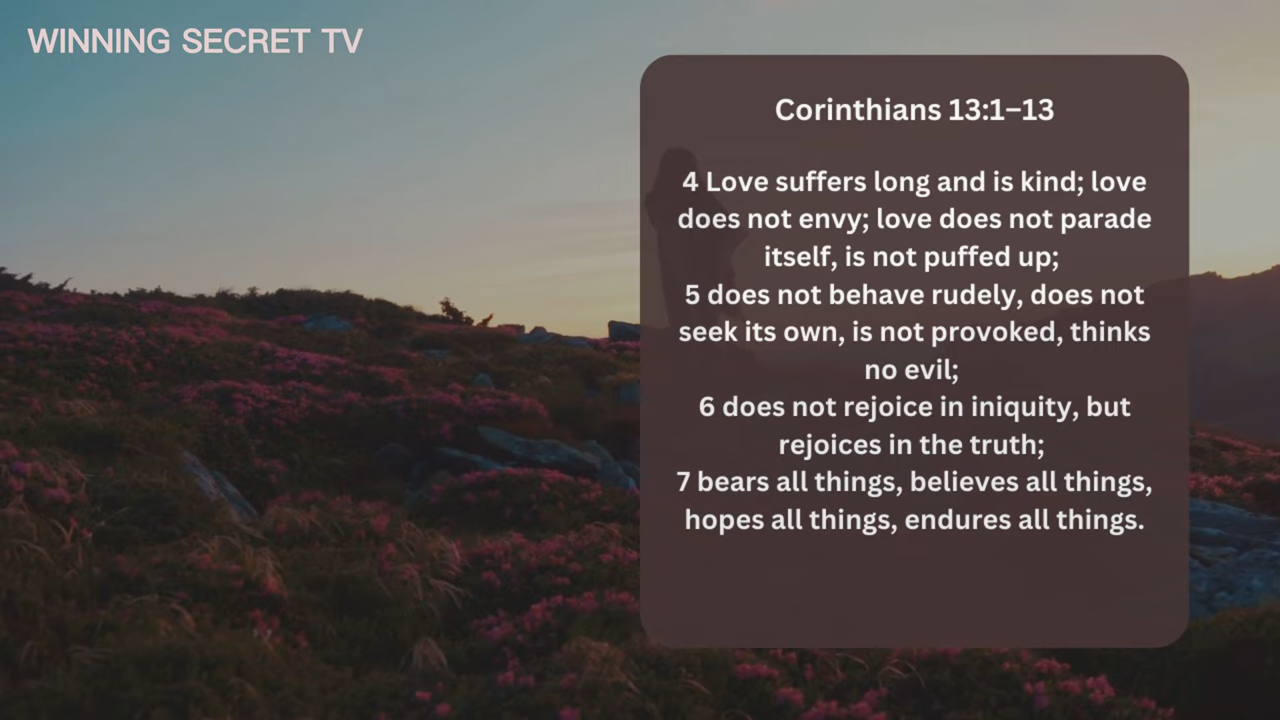 WINNING SECRET TV
Corinthians 13:1–13
4 Love suffers long and is kind; love
does not envy; love does not parade
itself, is not puffed up;
5 does not behave rudely, does not
seek its own, is not provoked, thinks
no evil;
6 does not rejoice in iniquity, but
rejoices in the truth;
7 bears all things, believes all things,
hopes all things, endures all things.